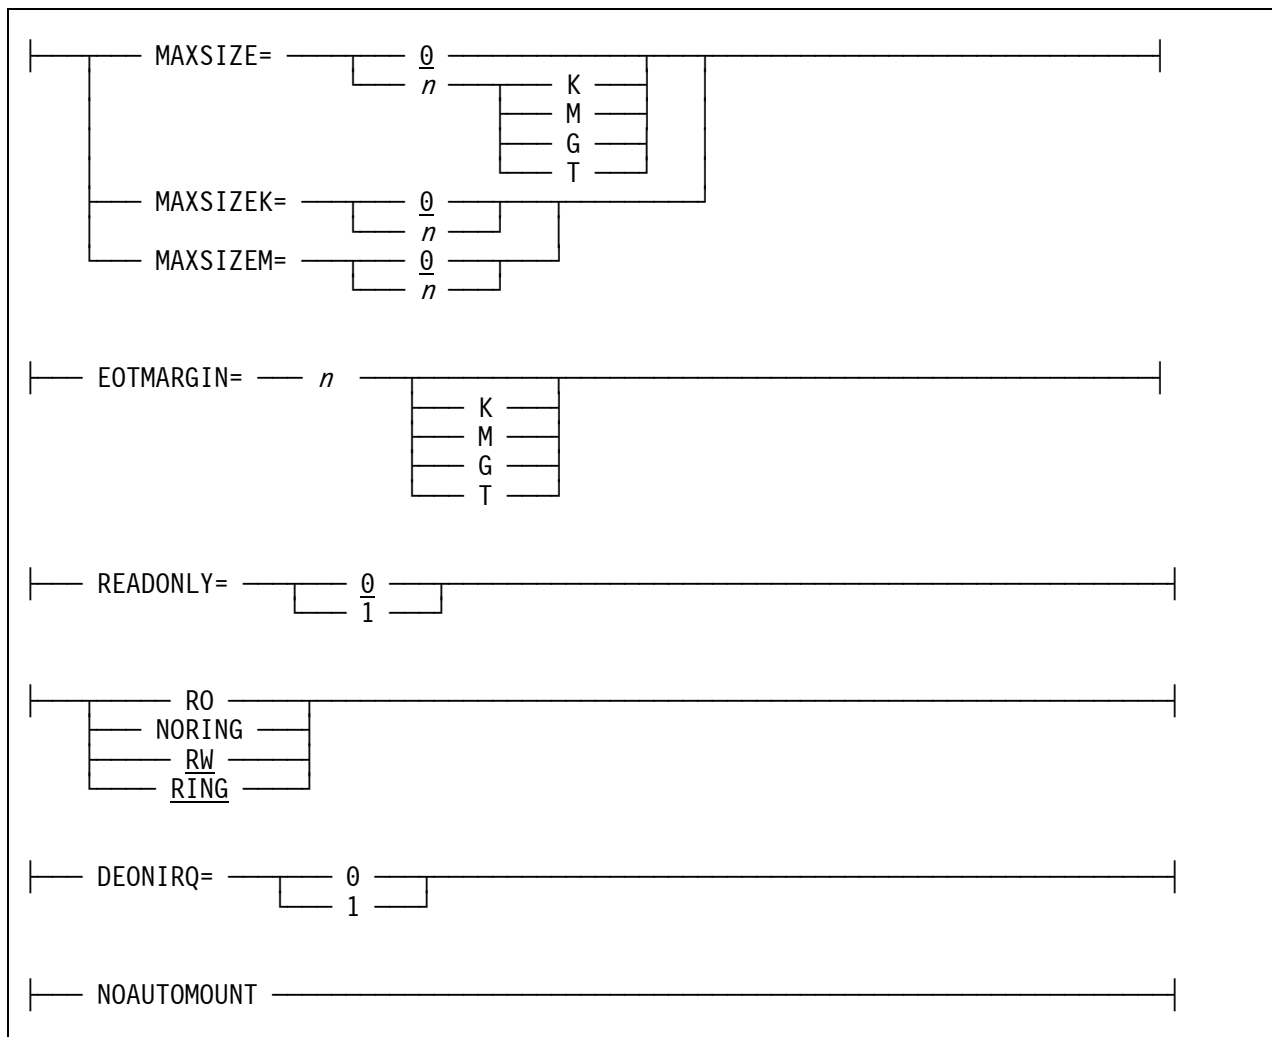 MAXSIZE= 0
n K
M
G
T
MAXSIZEK= 0
n
MAXSIZEM= 0
n
EOTMARGIN= n
K
M
G
T
READONLY= 0
1
RO
NORING
RW
RING
DEONIRQ= 0
1
NOAUTOMOUNT